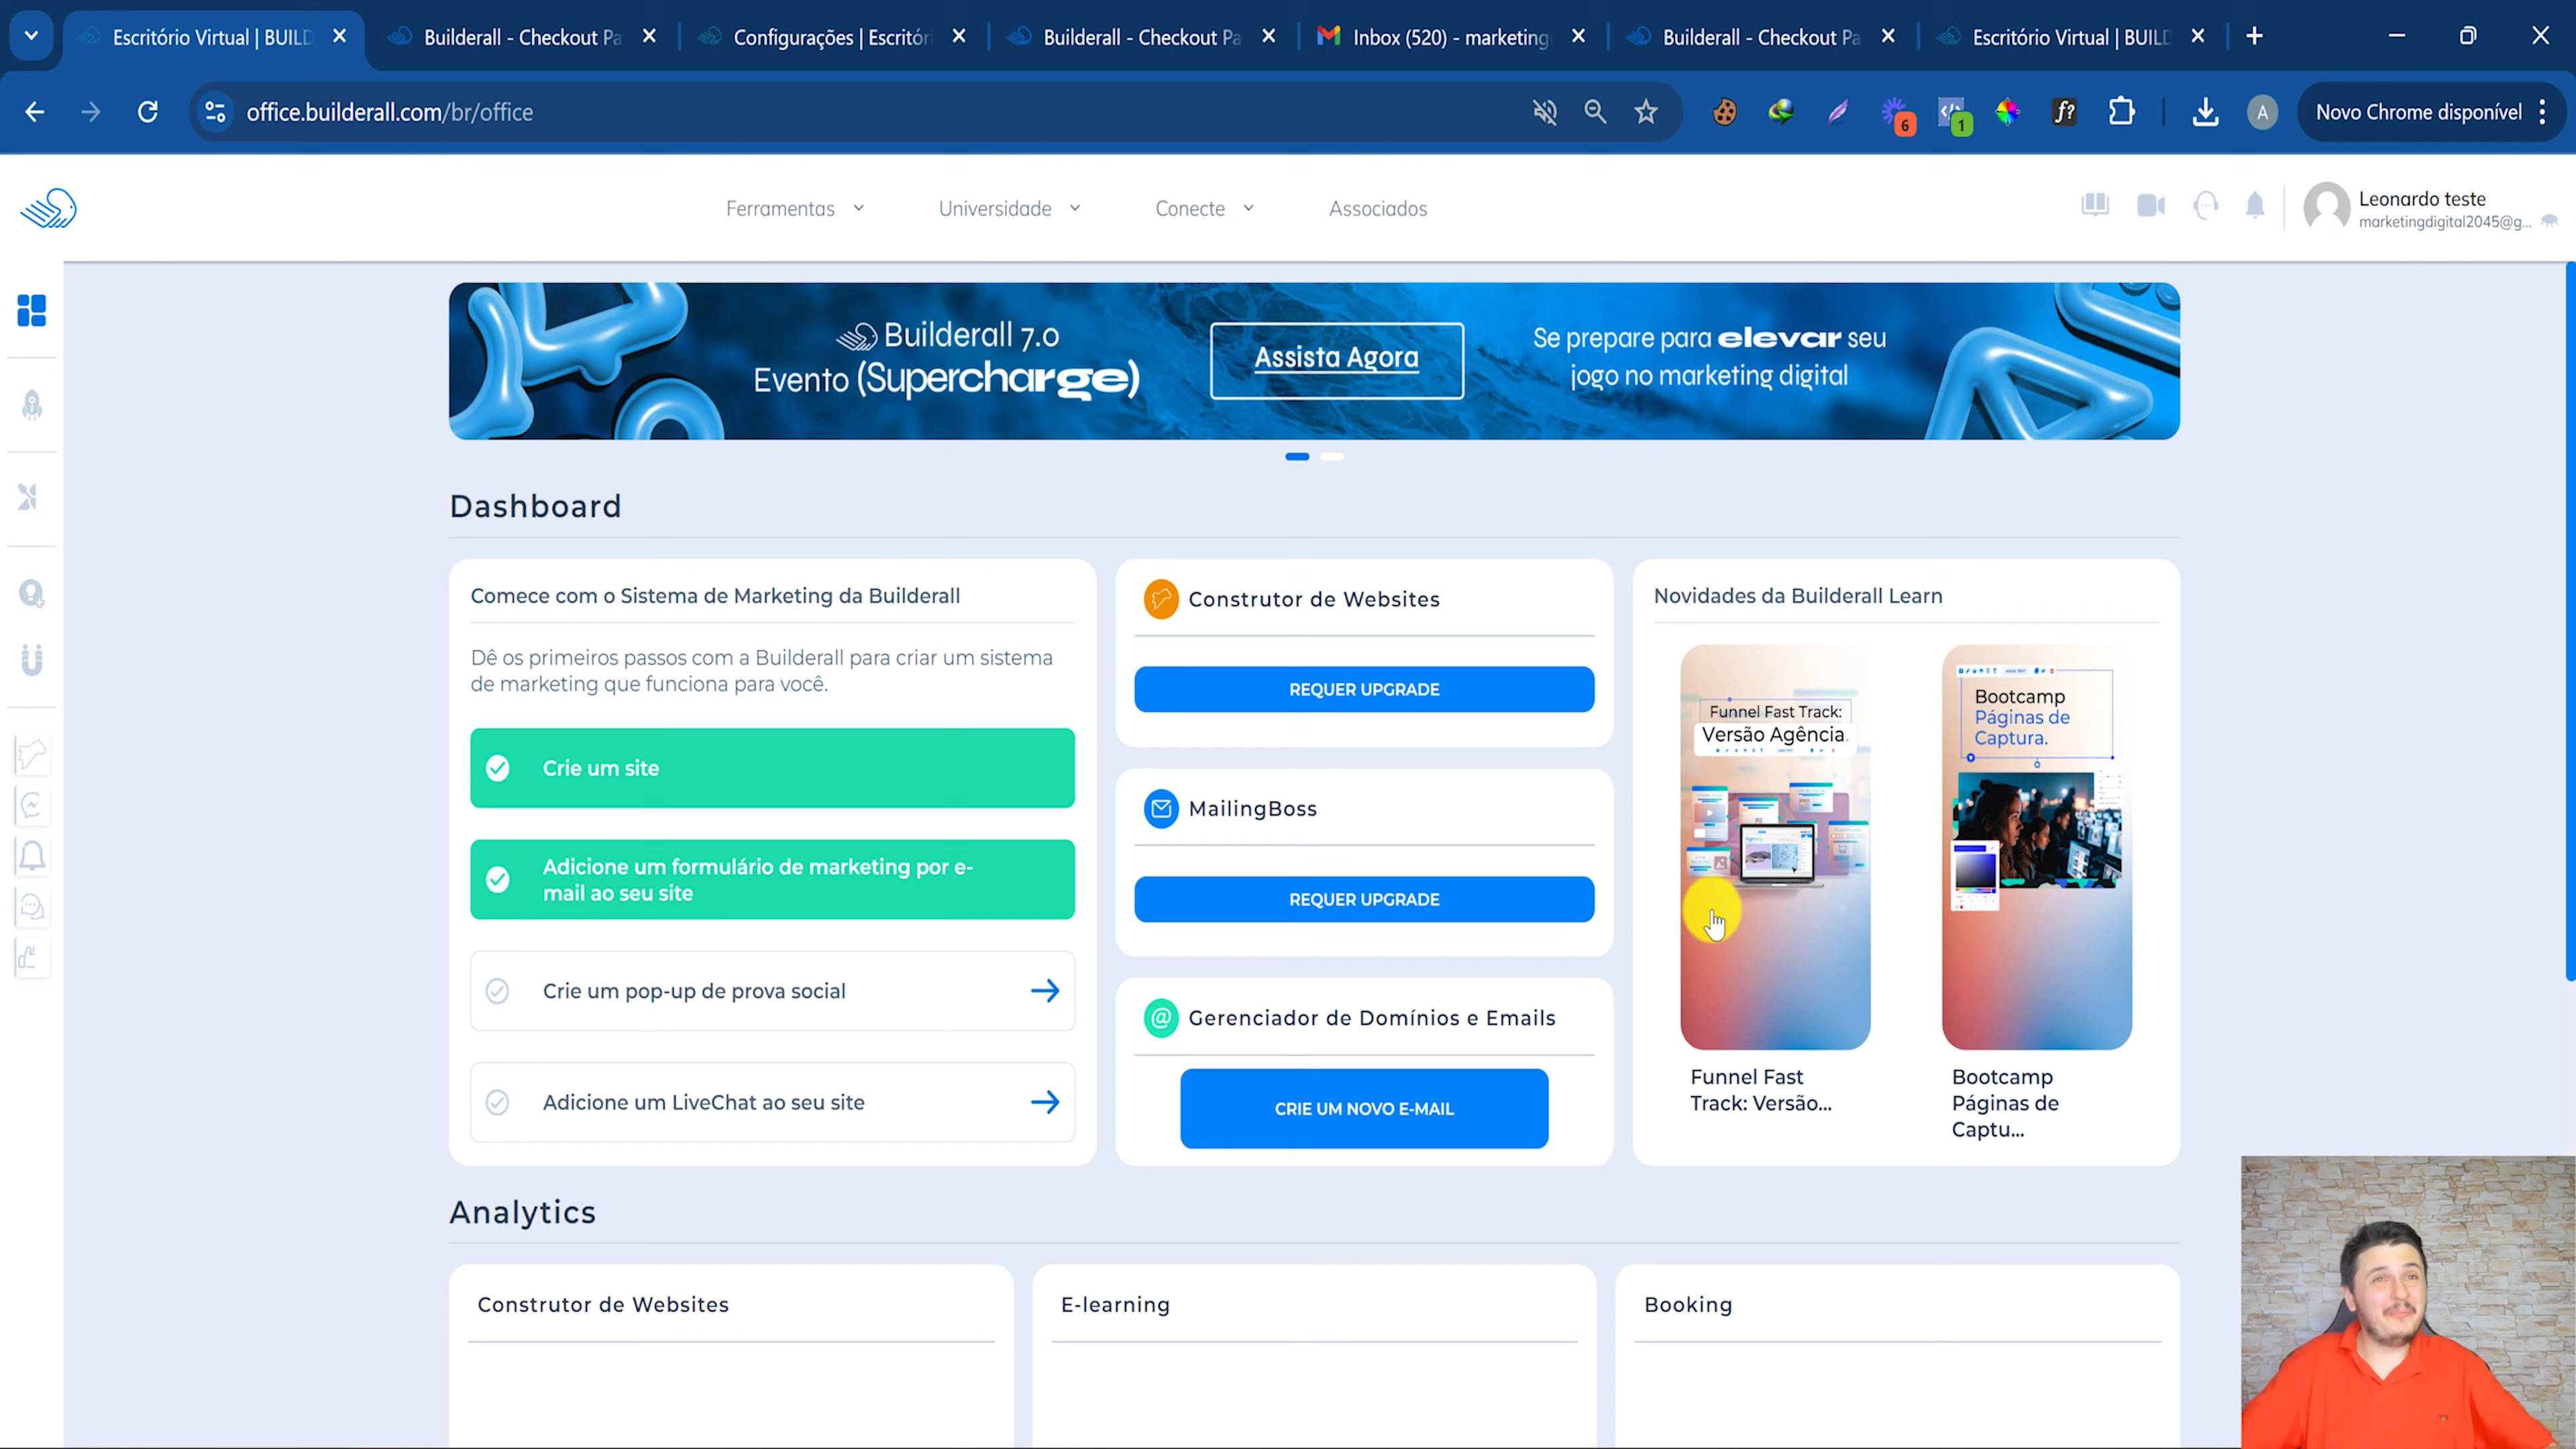 Escritório Virtual | BUILD
Builderall - Checkout Pa
Configurações | Escritóri
Builderall - Checkout Pa
Inbox (520) - marketing
Builderall - Checkout Pa
Escritório Virtual | BUILD
office.builderall.com/br/office
6
1
f?
A
Novo Chrome disponível
Ferramentas
Universidade
Conecte
Associados
Leonardo teste
marketingdigital2045@g...
Builderall 7.0
Evento (Supercharge)
Assista Agora
Se prepare para elevar seu
jogo no marketing digital
Dashboard
Comece com o Sistema de Marketing da Builderall
Dê os primeiros passos com a Builderall para criar um sistema
de marketing que funciona para você.
Crie um site
Adicione um formulário de marketing por e-
mail ao seu site
Crie um pop-up de prova social
Adicione um LiveChat ao seu site
Construtor de Websites
REQUER UPGRADE
MailingBoss
REQUER UPGRADE
@
Gerenciador de Domínios e Emails
CRIE UM NOVO E-MAIL
Novidades da Builderall Learn
Funnel Fast Track:
Versão Agência.
Bootcamp
Páginas de
Captura.
Funnel Fast
Track: Versão...
Bootcamp
Páginas de
Captu...
Analytics
Construtor de Websites
E-learning
Booking